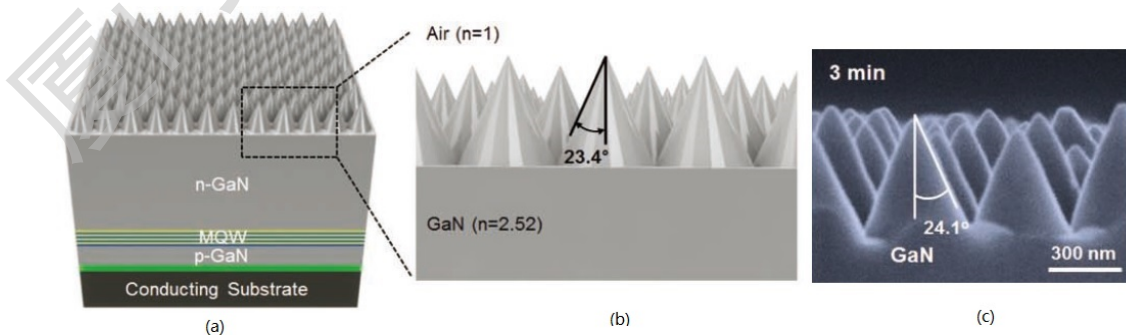 Air (n=1)
n-GaN
MQW
p-GaN
Conducting Substrate
(a)
23.4°
GaN (n=2.52)
(b)
3 min
24.1°
GaN
300 nm
(c)